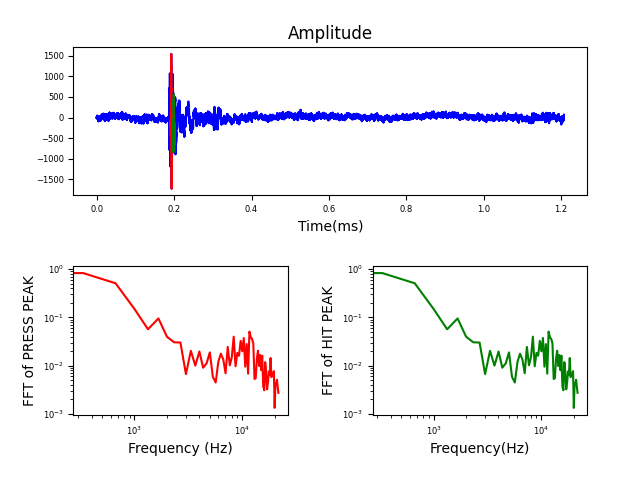 Amplitude
1500
1000
500
0
−500
−1000
−1500
0.0 0.2 0.4 0.6 0.8 1.0 1.2
Time(ms)
FFT of PRESS PEAK
10⁰
10⁻¹
10⁻²
10⁻³
10³ 10⁴
Frequency (Hz)
FFT of HIT PEAK
10⁰
10⁻¹
10⁻²
10⁻³
10³ 10⁴
Frequency(Hz)